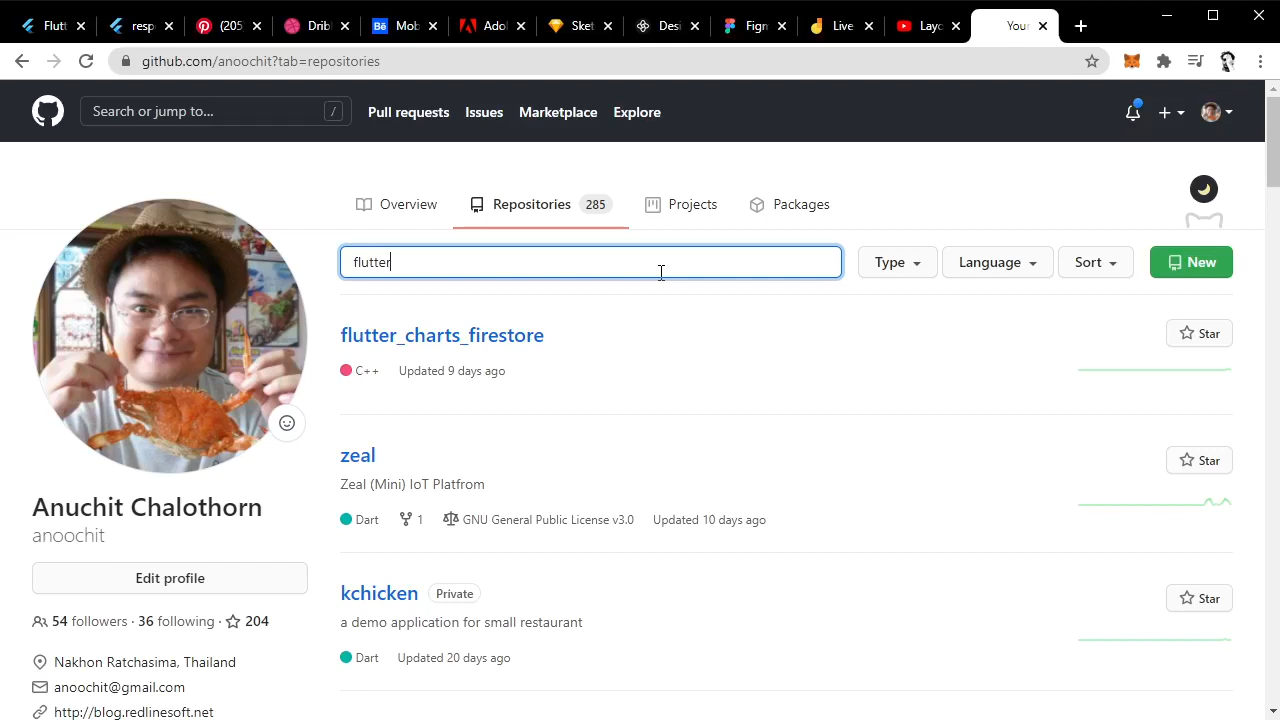 Flutt
resp
(205
Drib
Mob
Adol
Sket
Desi
Figm
Live
Layo
Your
github.com/anoochit?tab=repositories
Search or jump to... /
Pull requests
Issues
Marketplace
Explore
Overview
Repositories 285
Projects
Packages
flutter
Type
Language
Sort
New
flutter_charts_firestore
Star
C++ Updated 9 days ago
zeal
Star
Zeal (Mini) IoT Platfrom
Dart 1 GNU General Public License v3.0 Updated 10 days ago
kchicken Private
Star
a demo application for small restaurant
Dart Updated 20 days ago
Anuchit Chalothorn
anoochit
Edit profile
54 followers · 36 following · 204
Nakhon Ratchasima, Thailand
anoochit@gmail.com
http://blog.redlinesoft.net